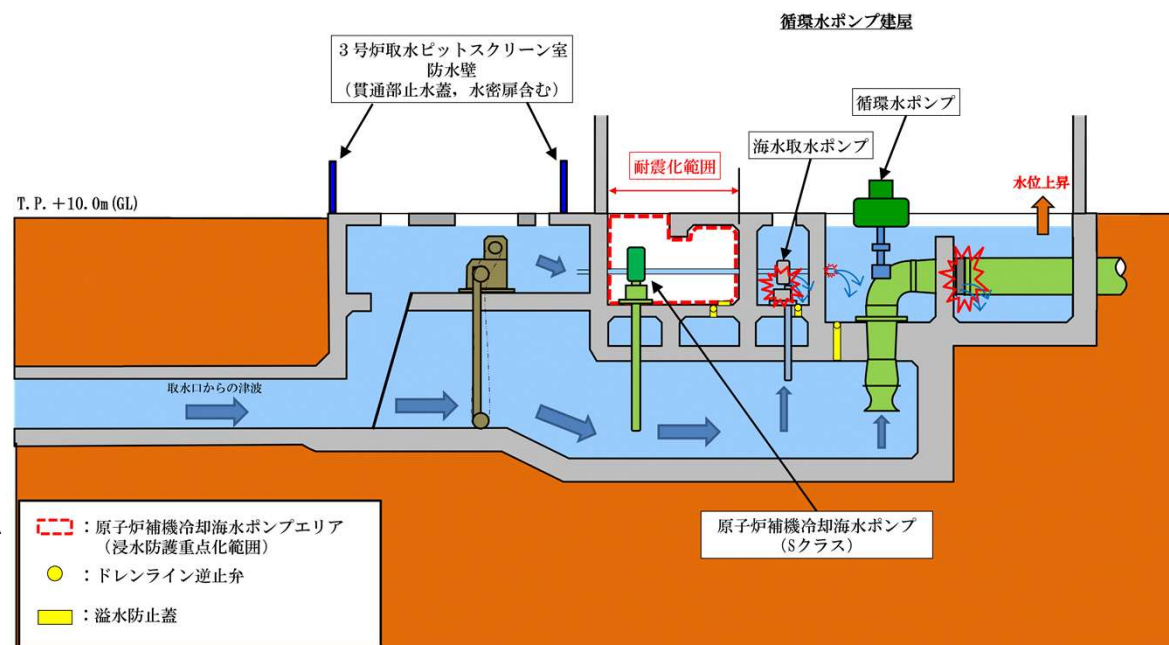 循環水ポンプ建屋
3号炉取水ピットスクリーン室
防水壁
(貫通部止水蓋,水密扉含む)
循環水ポンプ
海水取水ポンプ
耐震化範囲
水位上昇
T.P.+10.0m(GL)
取水口からの津波
原子炉補機冷却海水ポンプ
(Sクラス)
:原子炉補機冷却海水ポンプエリア
(浸水防護重点化範囲)
:ドレンライン逆止弁
:溢水防止蓋